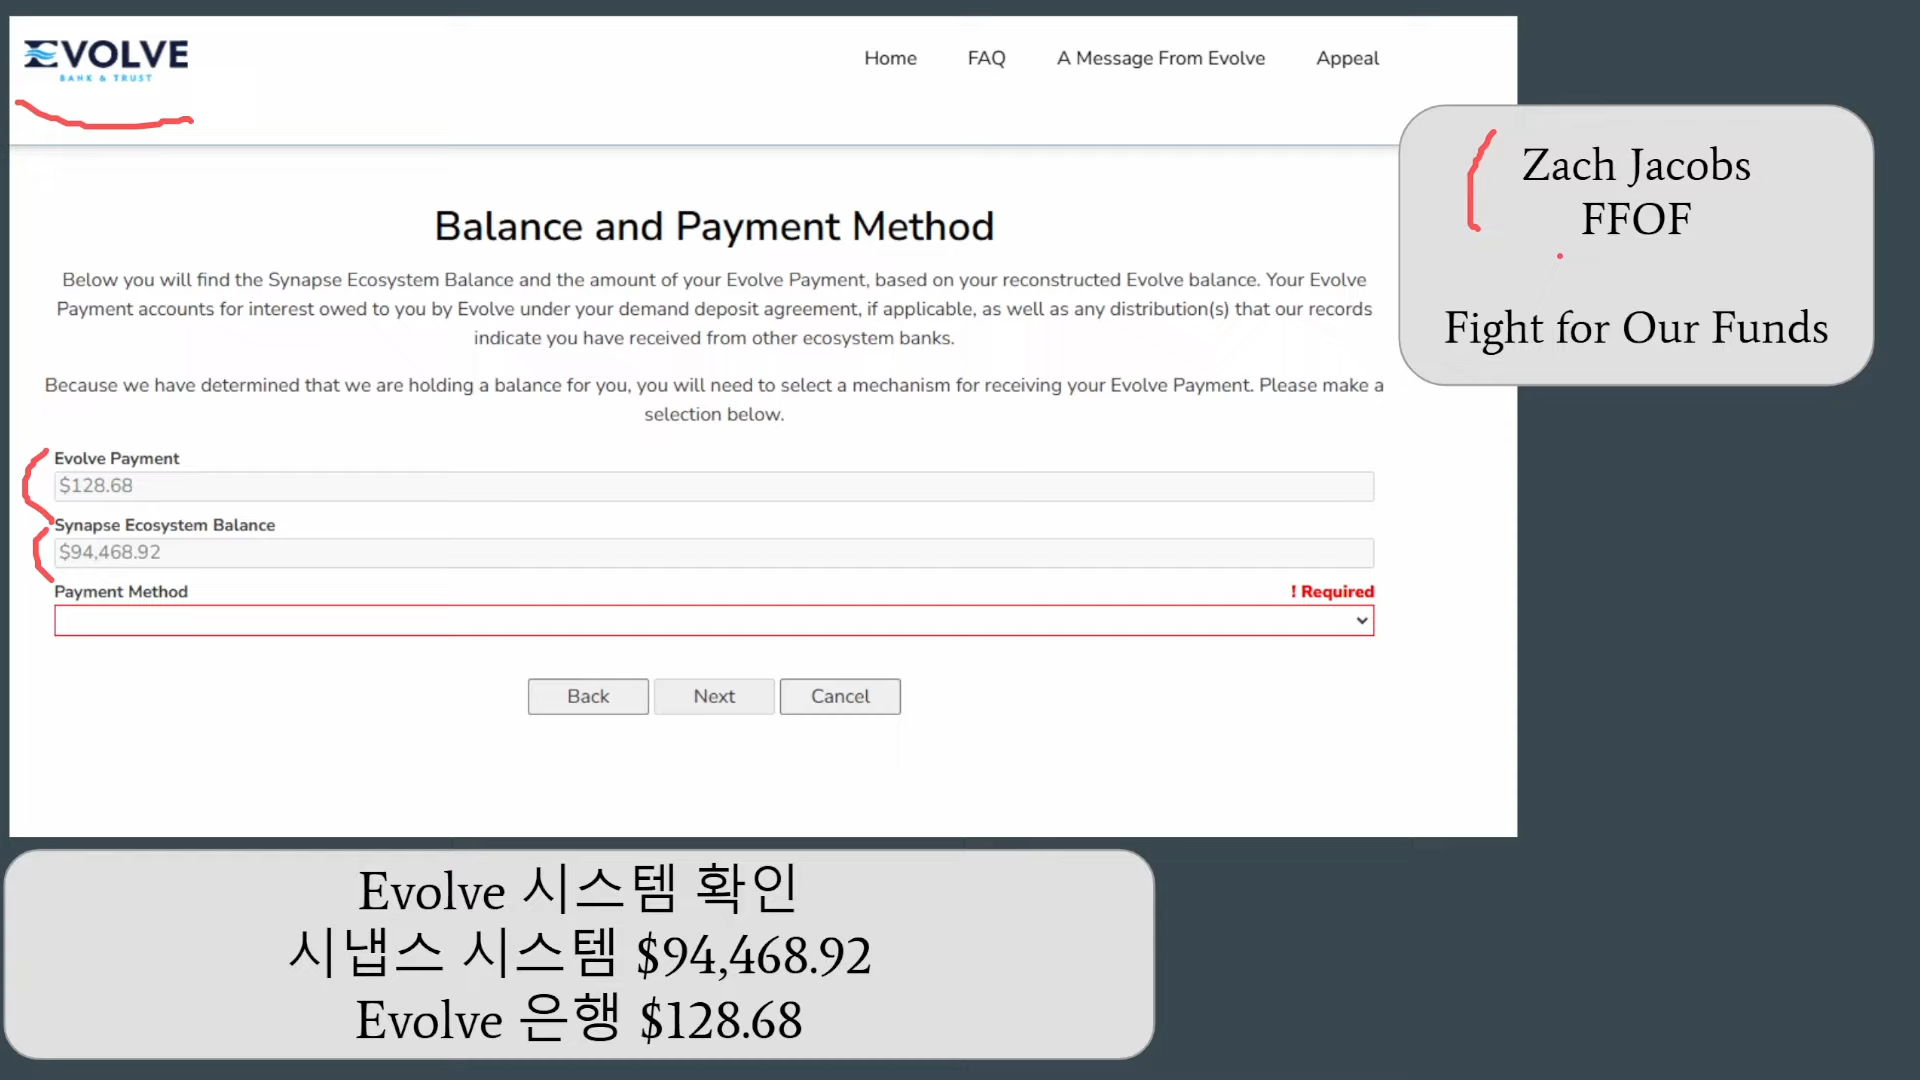 EVOLVE
BANK & TRUST
Home FAQ A Message From Evolve Appeal
Zach Jacobs
FFOF
Fight for Our Funds
Balance and Payment Method
Below you will find the Synapse Ecosystem Balance and the amount of your Evolve Payment, based on your reconstructed Evolve balance. Your Evolve
Payment accounts for interest owed to you by Evolve under your demand deposit agreement, if applicable, as well as any distribution(s) that our records
indicate you have received from other ecosystem banks.
Because we have determined that we are holding a balance for you, you will need to select a mechanism for receiving your Evolve Payment. Please make a
selection below.
Evolve Payment
$128.68
Synapse Ecosystem Balance
$94,468.92
Payment Method ! Required
Back Next Cancel
Evolve 시스템 확인
시냅스 시스템 $94,468.92
Evolve 은행 $128.68